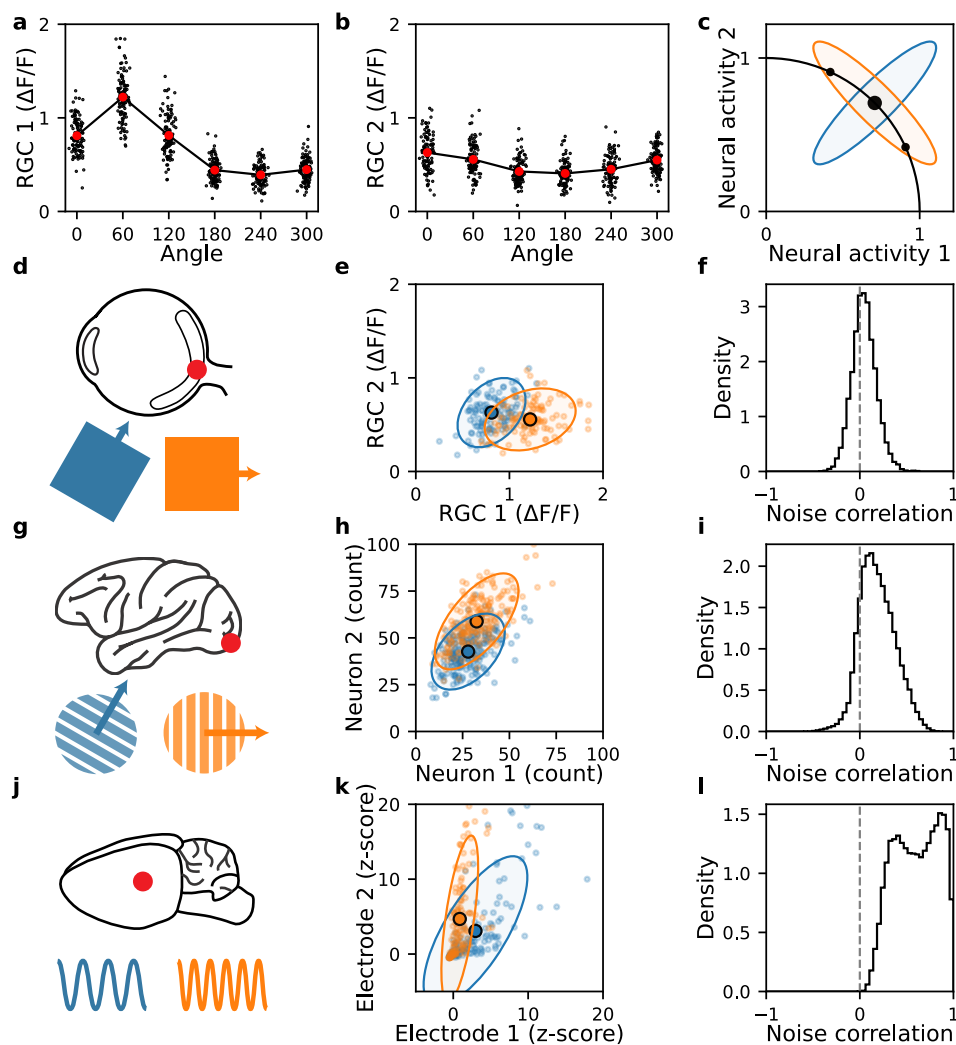 a
RGC 1 (ΔF/F)
2
1
0
0 60 120 180 240 300
Angle
b
RGC 2 (ΔF/F)
2
1
0
0 60 120 180 240 300
Angle
c
Neural activity 2
1
0
0 1
Neural activity 1
d
e
RGC 2 (ΔF/F)
2
1
0
0 1 2
RGC 1 (ΔF/F)
f
Density
3
2
1
0
−1 0 1
Noise correlation
g
h
Neuron 2 (count)
100
75
50
25
0
0 25 50 75 100
Neuron 1 (count)
i
Density
2.0
1.5
1.0
0.5
0.0
−1 0 1
Noise correlation
j
k
Electrode 2 (z-score)
20
10
0
0 10 20
Electrode 1 (z-score)
l
Density
1.5
1.0
0.5
0.0
−1 0 1
Noise correlation